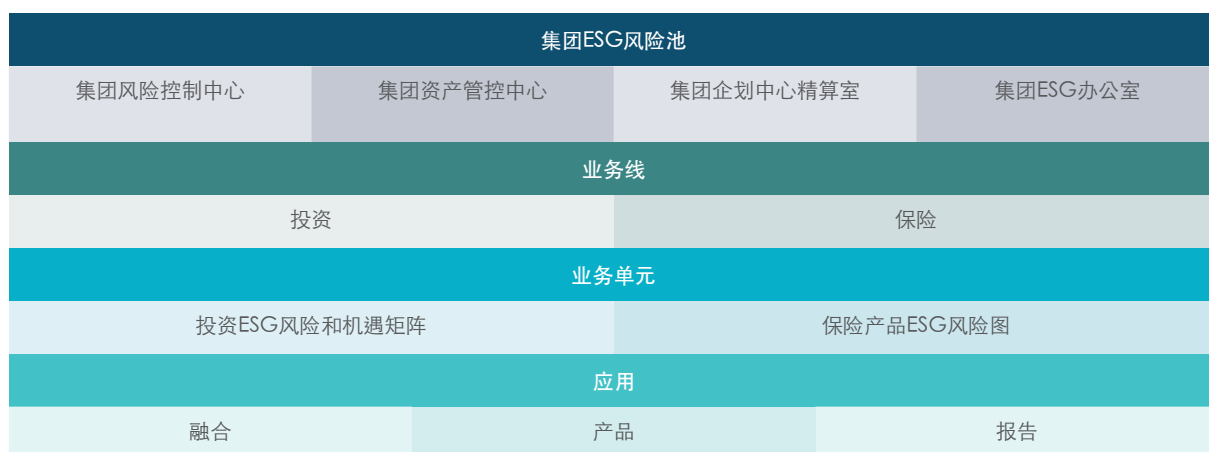 集团ESG风险池
集团风险控制中心
集团资产管控中心
集团企划中心精算室
集团ESG办公室
业务线
投资
保险
业务单元
投资ESG风险和机遇矩阵
保险产品ESG风险图
应用
融合
产品
报告